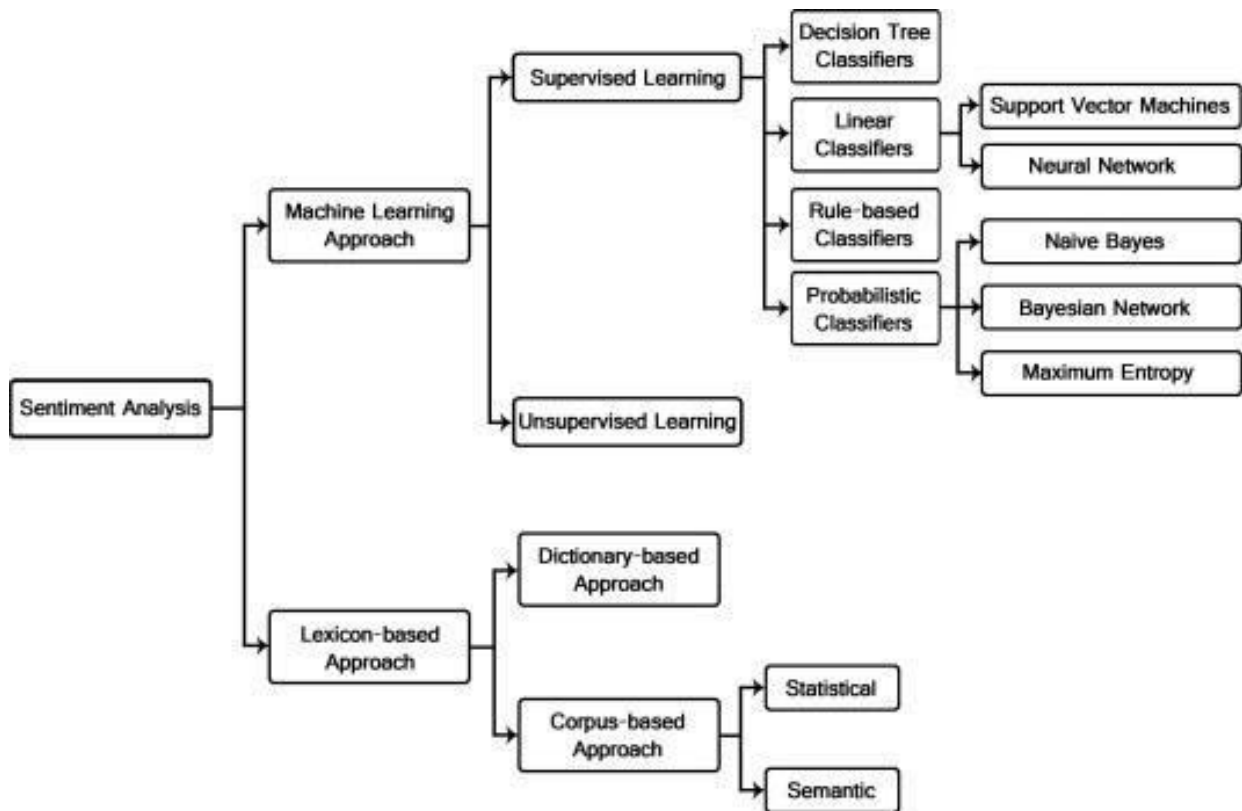 Decision Tree
Classifiers
Supervised Learning
Support Vector Machines
Linear
Classifiers
Neural Network
Machine Learning
Approach
Rule-based
Classifiers
Naive Bayes
Probabilistic
Classifiers
Bayesian Network
Maximum Entropy
Sentiment Analysis
Unsupervised Learning
Dictionary-based
Approach
Lexicon-based
Approach
Statistical
Corpus-based
Approach
Semantic